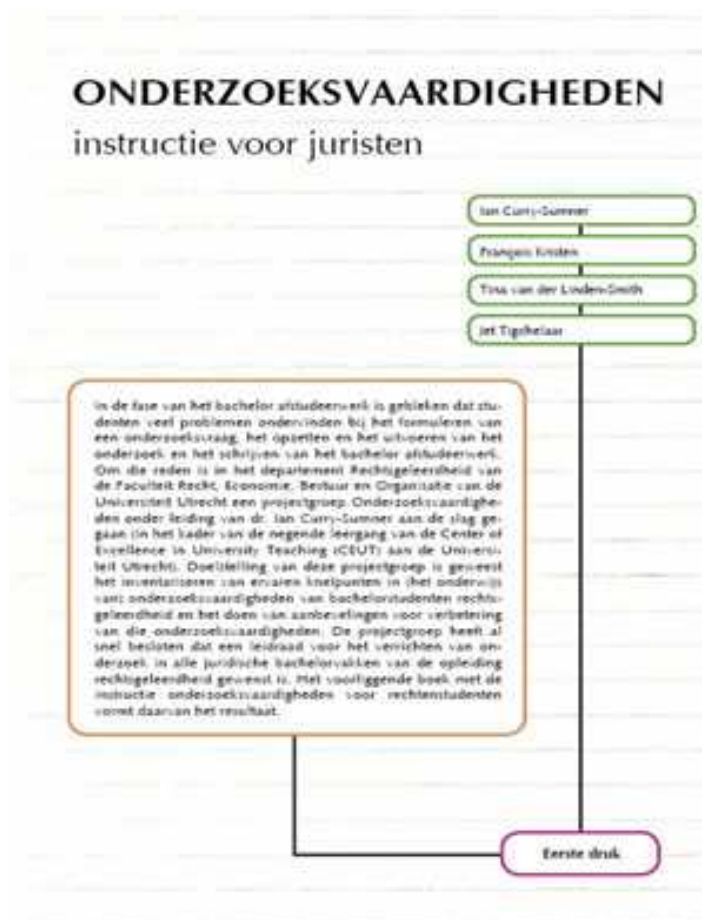 ONDERZOEKSVAARDIGHEDEN
instructie voor juristen
Ian Curry-Sumner
François Kristen
Tina van der Linden-Smith
Jet Tigchelaar
In de fase van het bachelor afstudeerwerk is gebleken dat stu-
denten veel problemen ondervinden bij het formuleren van
een onderzoeksvraag, het opzetten en het uitvoeren van het
onderzoek en het schrijven van het bachelor afstudeerwerk.
Om die reden is in het departement Rechtsgeleerdheid van
de Faculteit Recht, Economie, Bestuur en Organisatie van de
Universiteit Utrecht een projectgroep Onderzoeksvaardighe-
den onder leiding van dr. Ian Curry-Sumner aan de slag ge-
gaan (in het kader van de negende leergang van de Center of
Excellence in University Teaching (CEUT) aan de Universi-
teit Utrecht). Doelstelling van deze projectgroep is geweest
het inventariseren van ervaren knelpunten in (het onderwijs
van) onderzoeksvaardigheden van bachelorstudenten rechts-
geleerdheid en het doen van aanbevelingen voor verbetering
van die onderzoeksvaardigheden. De projectgroep heeft al
snel besloten dat een leidraad voor het verrichten van on-
derzoek in alle juridische bachelorvakken van de opleiding
rechtsgeleerdheid gewenst is. Het voorliggende boek met de
instructie onderzoeksvaardigheden voor rechtenstudenten
vormt daarvan het resultaat.
Eerste druk